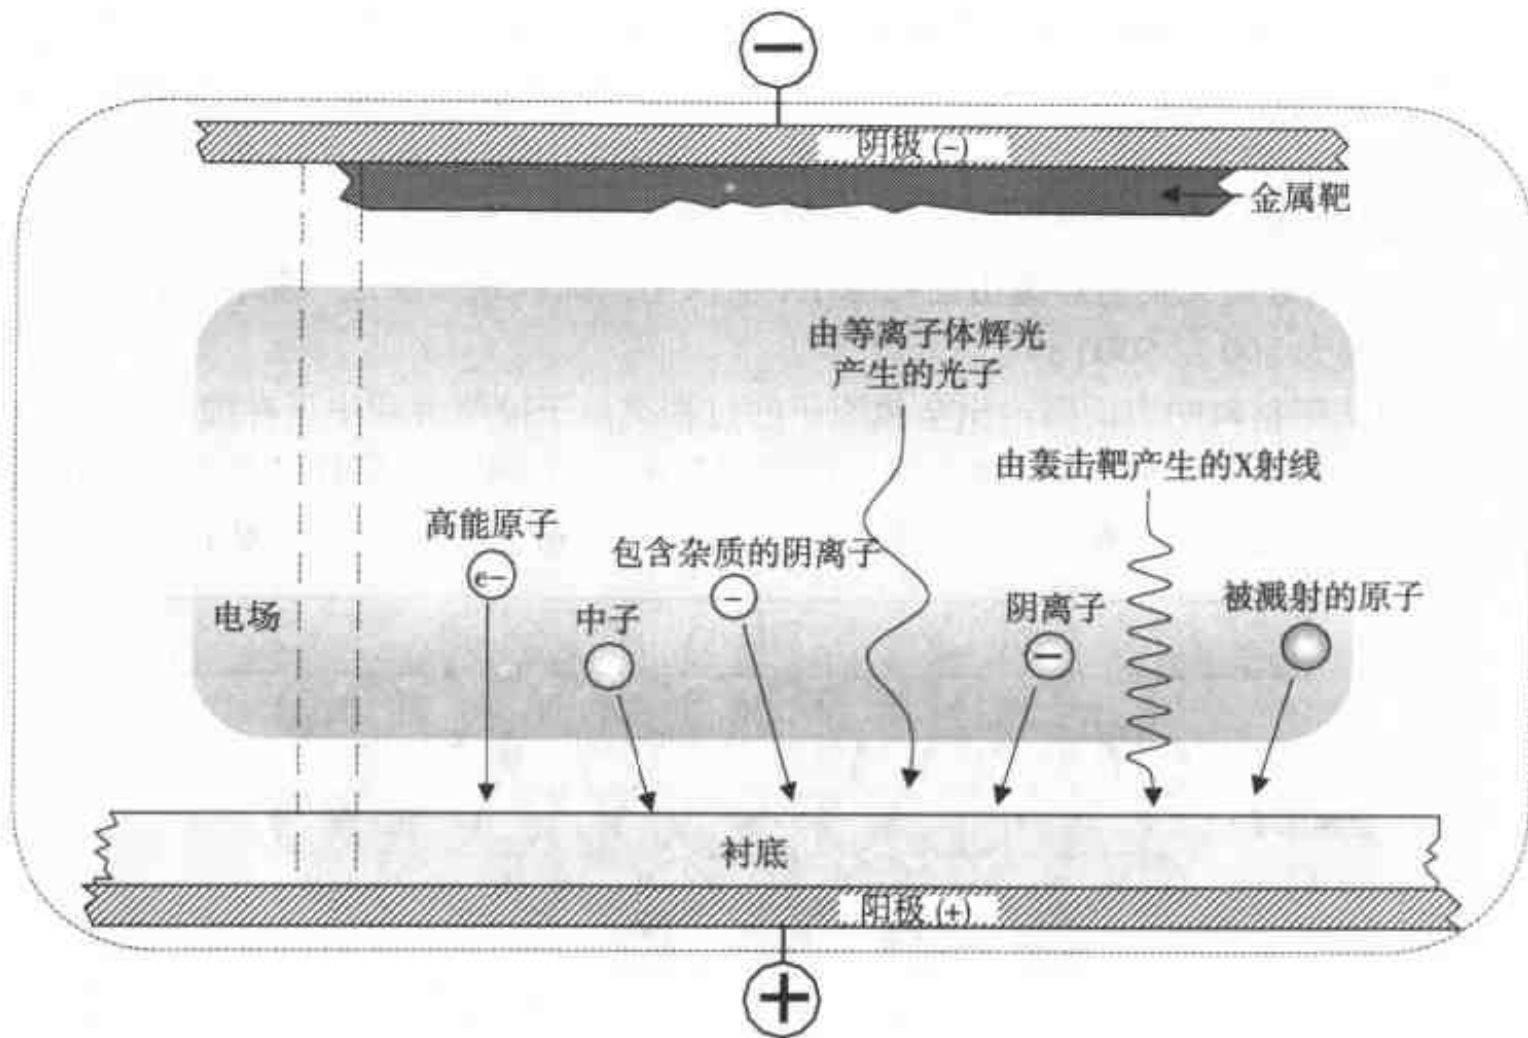 −
阴极 (−)
金属靶
由等离子体辉光
产生的光子
由轰击靶产生的X射线
高能原子
e−
包含杂质的阴离子
−
电场
中子
阴离子
−
被溅射的原子
衬底
阳极 (+)
+